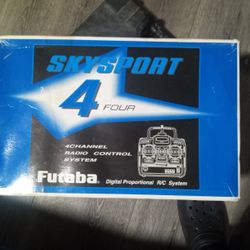 SKYSPORT
4
FOUR
4CHANNEL
RADIO CONTROL
SYSTEM
Futaba
Digital Proportional R/C System